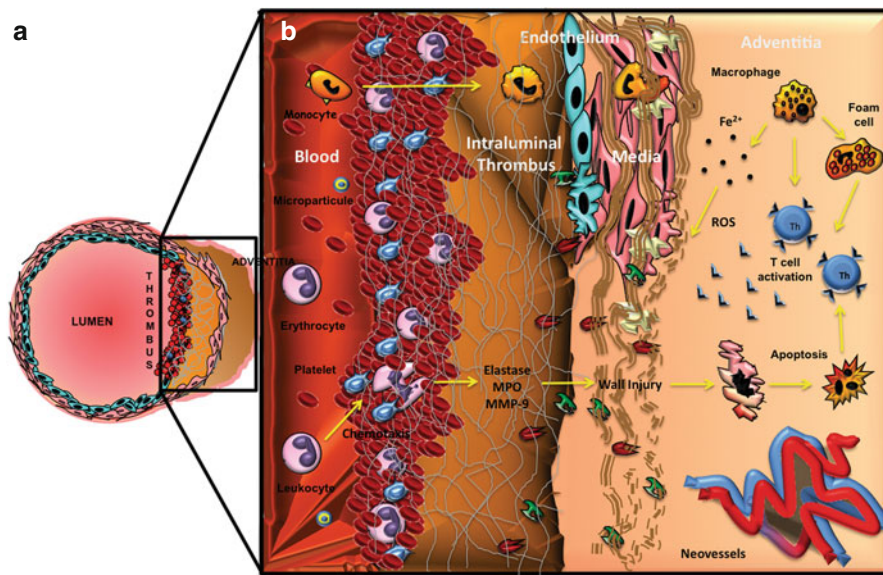 a
LUMEN
THROMBUS
ADVENTITIA
b
Endothelium
Adventitia
Monocyte
Blood
Intraluminal
Thrombus
Media
Macrophage
Fe²⁺
Foam
cell
Microparticule
ROS
Th
T cell
activation
Th
Erythrocyte
Platelet
Elastase
MPO
MMP-9
Wall Injury
Apoptosis
Chemotaxis
Leukocyte
Neovessels